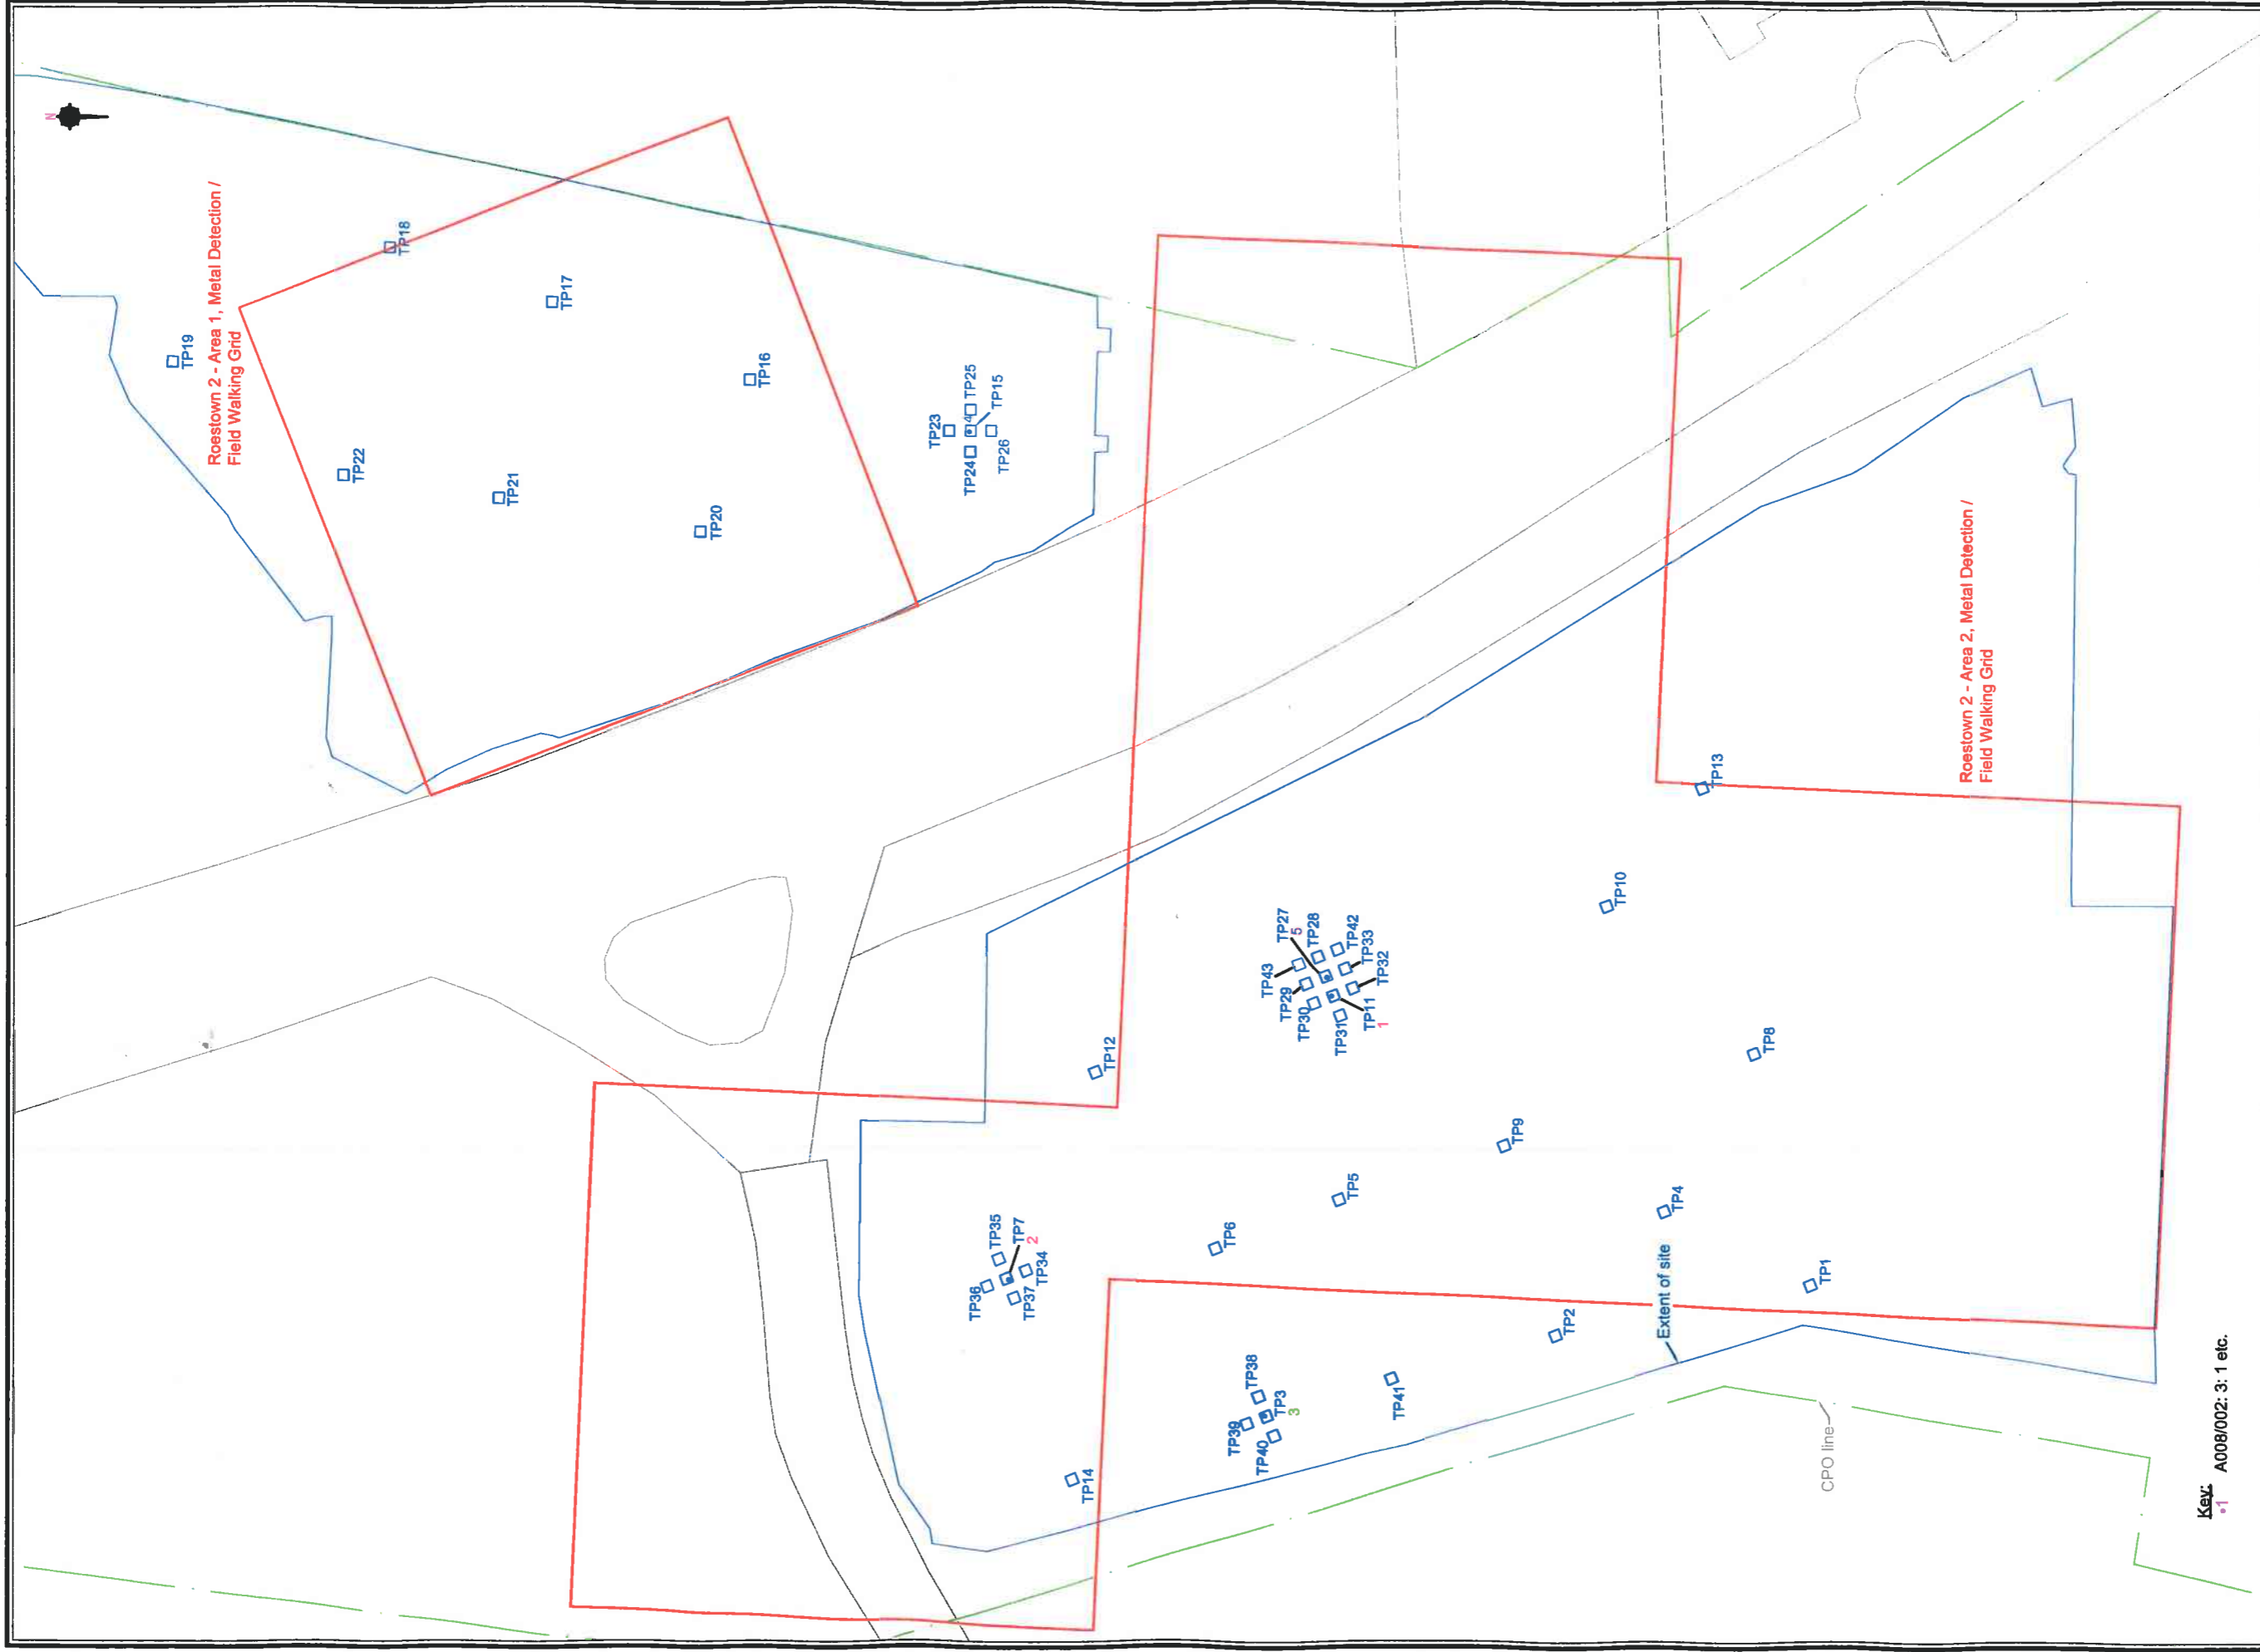 N
Roestown 2 - Area 1, Metal Detection /
Field Walking Grid
TP19
TP18
TP17
TP22
TP21
TP16
TP20
TP23
TP24
4
TP25
TP15
TP26
Roestown 2 - Area 2, Metal Detection /
Field Walking Grid
TP13
TP10
TP27
5
TP28
TP42
TP33
TP32
TP43
TP29
TP30
TP31
TP11
1
TP12
TP8
TP9
TP5
TP6
TP4
TP35
TP7
2
TP34
TP36
TP37
TP1
TP2
Extent of site
TP38
TP3
3
TP39
TP40
TP41
TP14
CPO line
Key:
1 A008/002: 3: 1 etc.